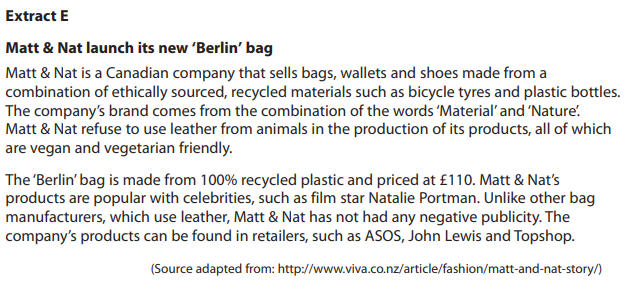 Extract E
Matt & Nat launch its new ‘Berlin’ bag
Matt & Nat is a Canadian company that sells bags, wallets and shoes made from a
combination of ethically sourced, recycled materials such as bicycle tyres and plastic bottles.
The company’s brand comes from the combination of the words ‘Material’ and ‘Nature’.
Matt & Nat refuse to use leather from animals in the production of its products, all of which
are vegan and vegetarian friendly.
The ‘Berlin’ bag is made from 100% recycled plastic and priced at £110. Matt & Nat’s
products are popular with celebrities, such as film star Natalie Portman. Unlike other bag
manufacturers, which use leather, Matt & Nat has not had any negative publicity. The
company’s products can be found in retailers, such as ASOS, John Lewis and Topshop.
(Source adapted from: http://www.viva.co.nz/article/fashion/matt-and-nat-story/)